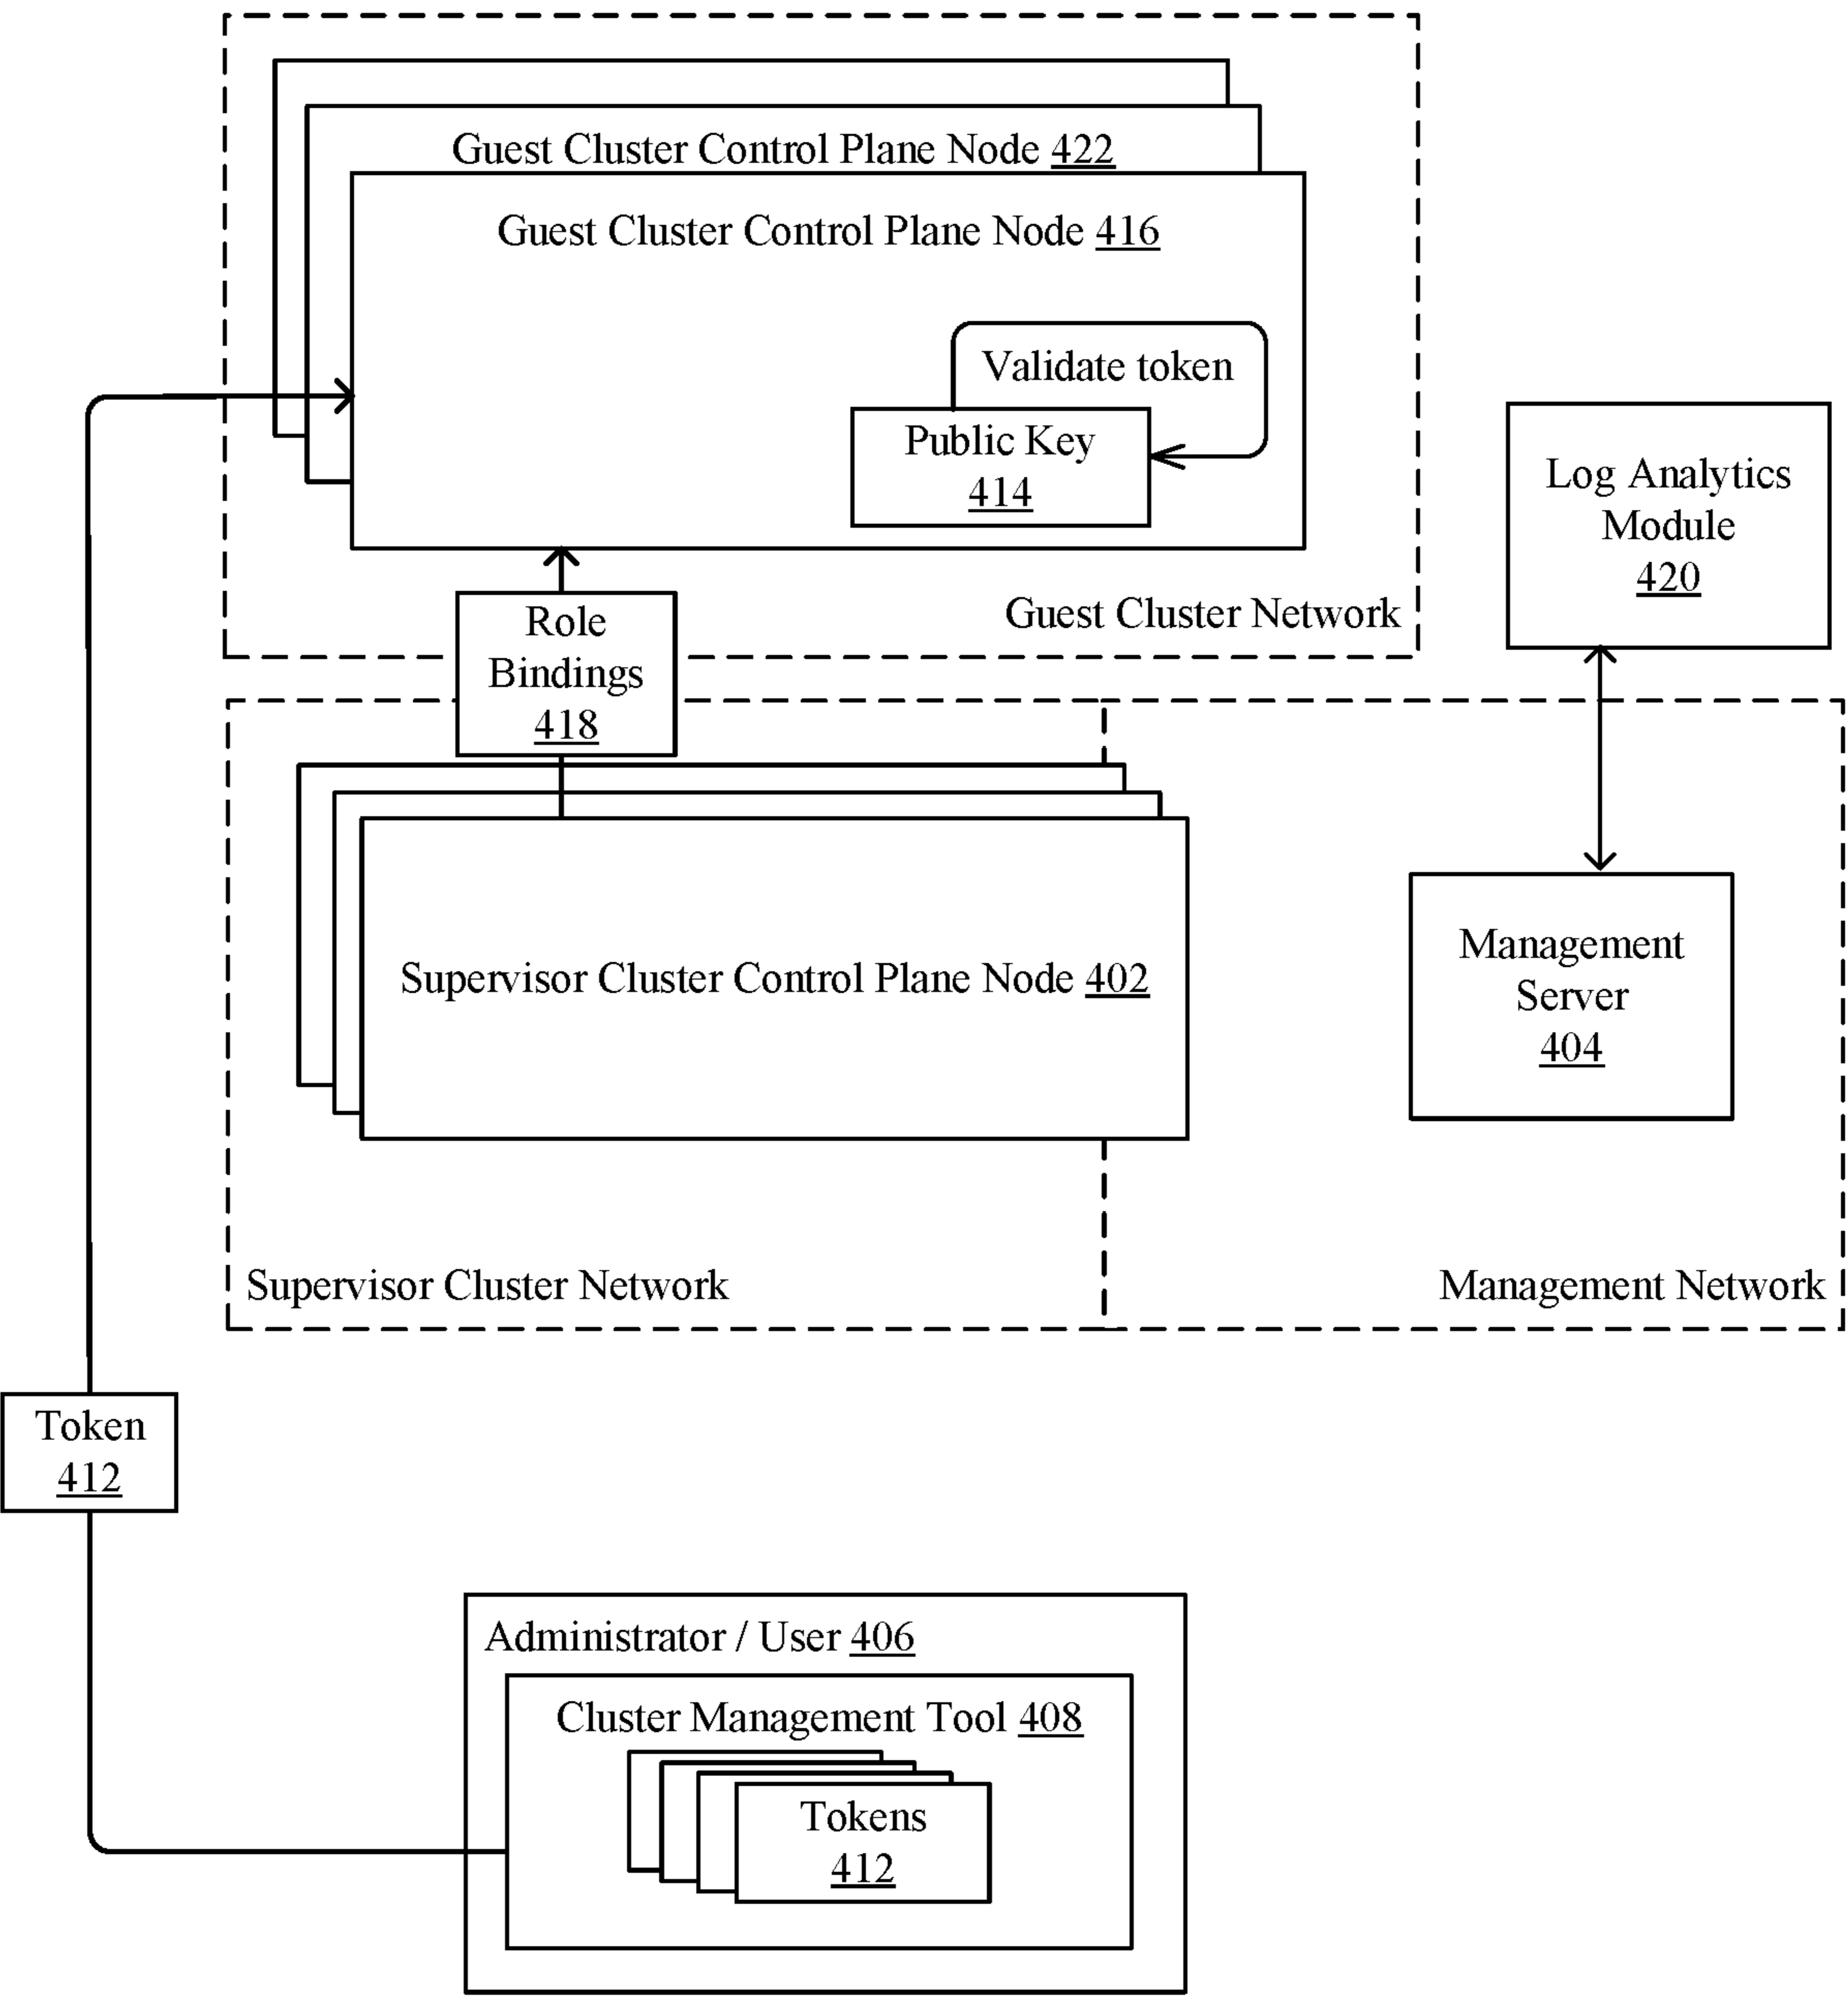 Guest Cluster Control Plane Node 422
Guest Cluster Control Plane Node 416
Validate token
Public Key
414
Log Analytics
Module
420
Role
Bindings
418
Guest Cluster Network
Supervisor Cluster Control Plane Node 402
Management
Server
404
Supervisor Cluster Network
Management Network
Token
412
Administrator / User 406
Cluster Management Tool 408
Tokens
412